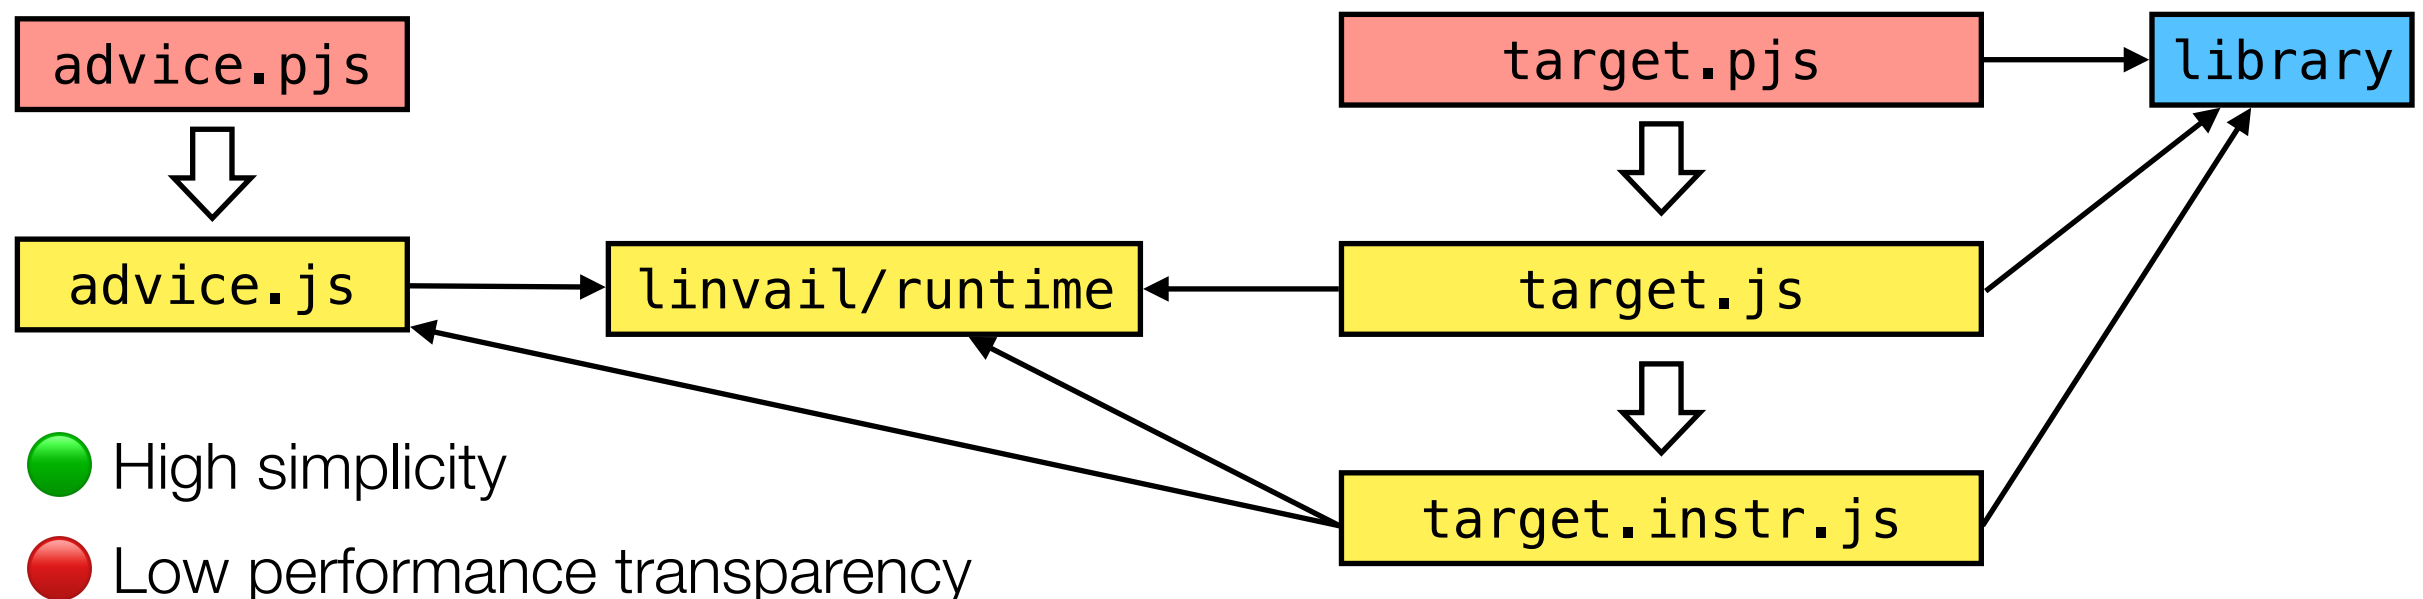 advice.pjs
target.pjs
library
advice.js
linvail/runtime
target.js
High simplicity
target.instr.js
Low performance transparency